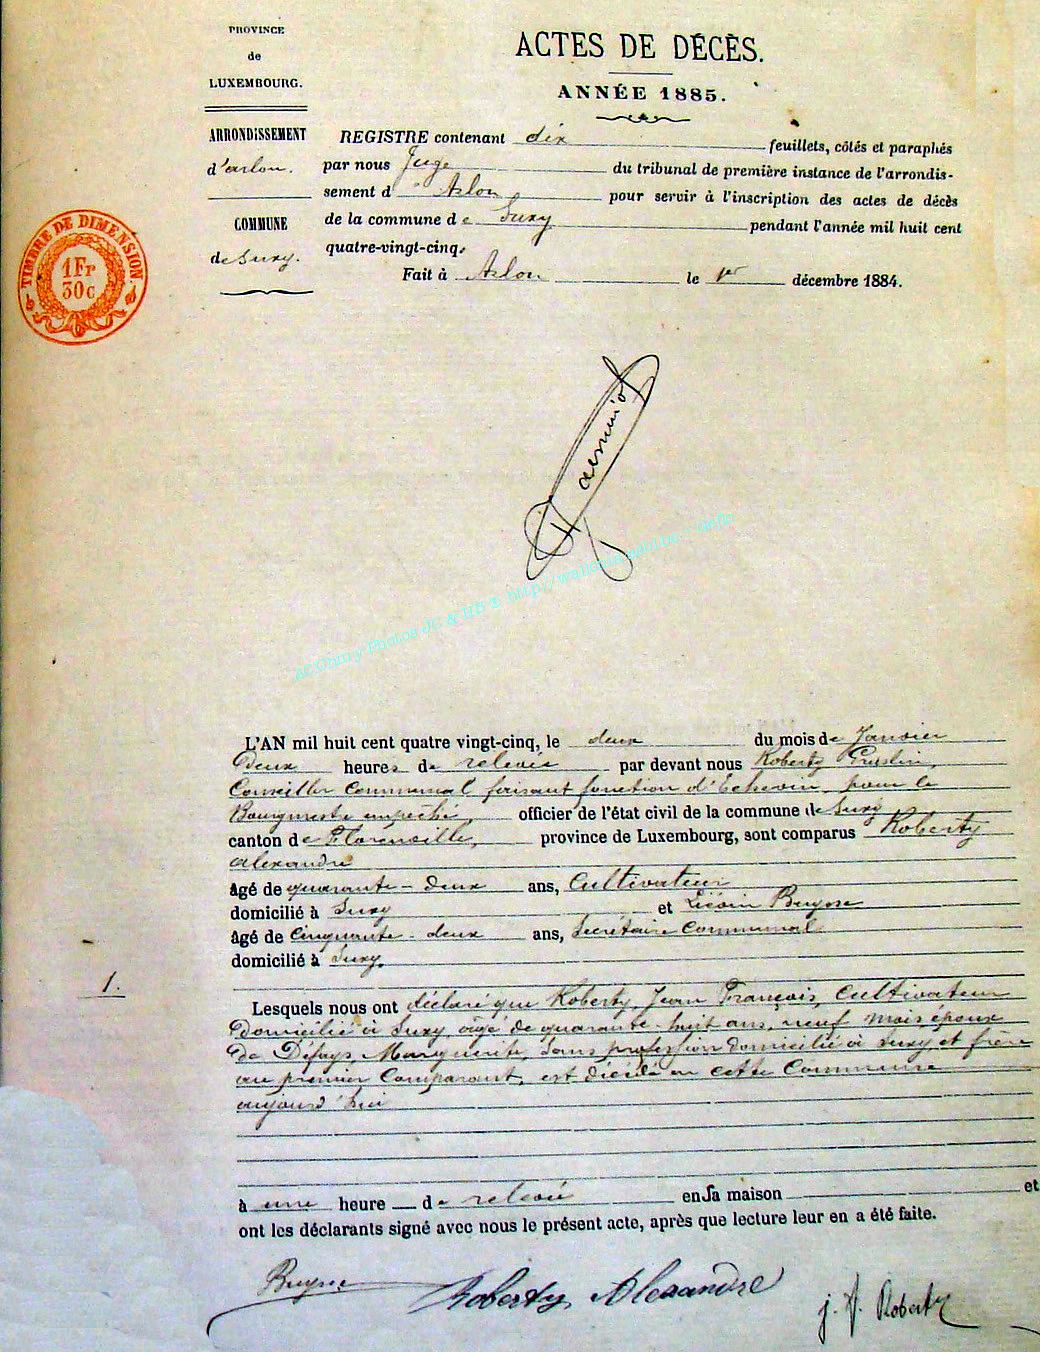 PROVINCE
de
LUXEMBOURG.
ARRONDISSEMENT
d'arlon.
COMMUNE
de Suxy.
TIMBRE DE DIMENSION
1Fr
30c
ACTES DE DÉCÈS.
ANNÉE 1885.
REGISTRE contenant dix feuillets, côtés et paraphés
par nous Juge du tribunal de première instance de l'arrondis-
sement d' Arlon pour servir à l'inscription des actes de décès
de la commune de Suxy pendant l'année mil huit cent
quatre-vingt-cinq.
Fait à Arlon le 1er décembre 1884.
AC Chiny Photos JC &
L'AN mil huit cent quatre vingt-cinq, le deux du mois de Janvier
Deux heures de relevée par devant nous Roberty
Conseiller Communal faisant fonction d'Echevin pour le
Bourgmestre empêché, officier de l'état civil de la commune de Suxy
canton de Florenville, province de Luxembourg, sont comparus Roberty
alexandre
âgé de quarante-deux ans, Cultivateur
domicilié à Suxy et Buysse
âgé de Cinquante-deux ans, Secrétaire Communal
domicilié à Suxy.
1.
Lesquels nous ont déclaré que Roberty, Jean François, Cultivateur
Domicilié à Suxy, âgé de quarante-huit ans, neuf mois, époux
de Défays, Marguerite, Sans profession domicilié à Suxy et frère
au premier Comparant, est décédé en cette Commune
aujourd'hui
à une heure de relevée en Sa maison et
ont les déclarants signé avec nous le présent acte, après que lecture leur en a été faite.
Buysse Roberty Alexandre j. P. Roberty